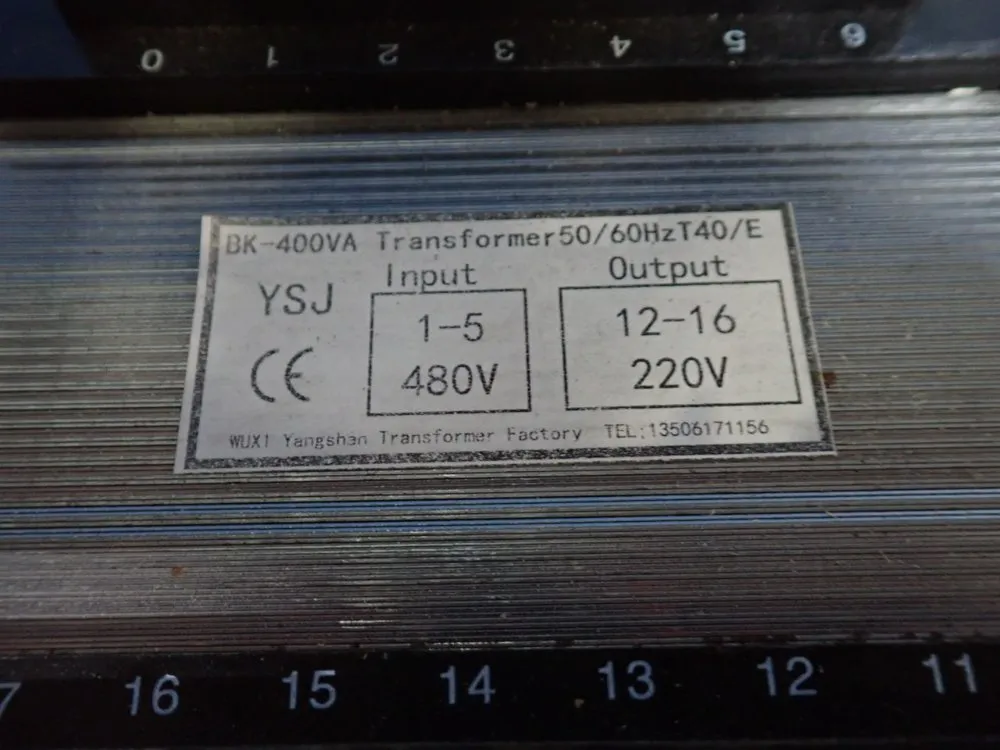 0 1 2 3 4 5 6
BK-400VA Transformer50/60HzT40/E
Input Output
YSJ
1-5 12-16
CE
480V 220V
WUXI Yangshan Transformer Factory TEL:13506171156
7 16 15 14 13 12 11